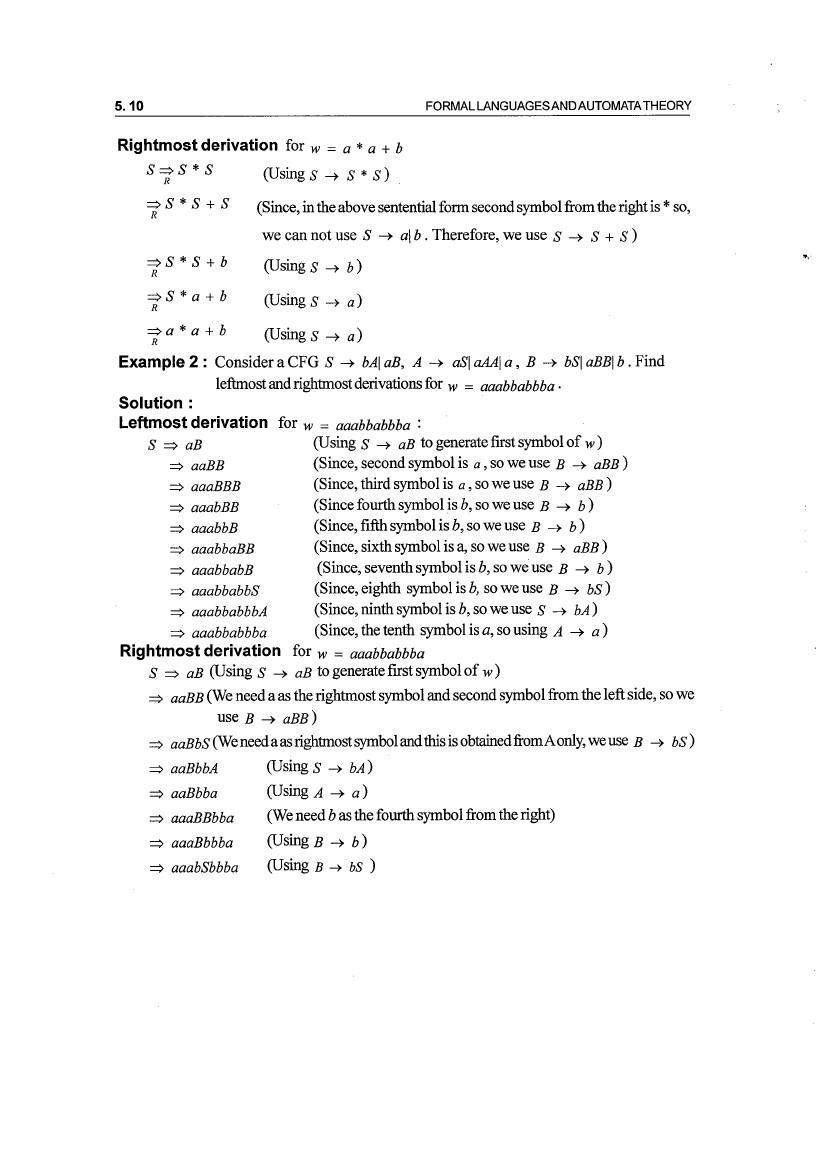 5. 10 FORMAL LANGUAGES AND AUTOMATA THEORY
Rightmost derivation for w = a * a + b
S ⇒R S * S (Using S → S * S)
⇒R S * S + S (Since, in the above sentential form second symbol from the right is * so,
we can not use S → a| b . Therefore, we use S → S + S )
⇒R S * S + b (Using S → b )
⇒R S * a + b (Using S → a)
⇒R a * a + b (Using S → a)
Example 2 : Consider a CFG S → bA| aB, A → aS| aAA| a , B → bS| aBB| b . Find
leftmost and rightmost derivations for w = aaabbabbba .
Solution :
Leftmost derivation for w = aaabbabbba :
S ⇒ aB (Using S → aB to generate first symbol of w )
⇒ aaBB (Since, second symbol is a , so we use B → aBB )
⇒ aaaBBB (Since, third symbol is a , so we use B → aBB )
⇒ aaabBB (Since fourth symbol is b, so we use B → b )
⇒ aaabbB (Since, fifth symbol is b, so we use B → b )
⇒ aaabbaBB (Since, sixth symbol is a, so we use B → aBB )
⇒ aaabbabB (Since, seventh symbol is b, so we use B → b )
⇒ aaabbabbS (Since, eighth symbol is b, so we use B → bS )
⇒ aaabbabbbA (Since, ninth symbol is b, so we use S → bA )
⇒ aaabbabbba (Since, the tenth symbol is a, so using A → a )
Rightmost derivation for w = aaabbabbba
S ⇒ aB (Using S → aB to generate first symbol of w )
⇒ aaBB (We need a as the rightmost symbol and second symbol from the left side, so we
use B → aBB )
⇒ aaBbS (We need a as rightmost symbol and this is obtained from A only, we use B → bS )
⇒ aaBbbA (Using S → bA )
⇒ aaBbba (Using A → a )
⇒ aaaBBbba (We need b as the fourth symbol from the right)
⇒ aaaBbbba (Using B → b )
⇒ aaabSbbba (Using B → bS )